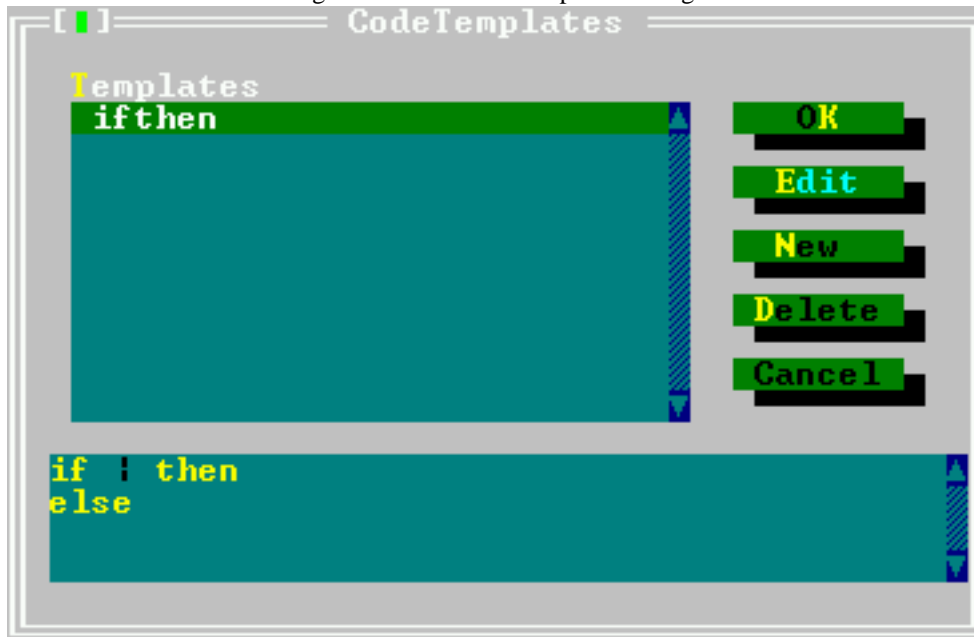 [ ] CodeTemplates
Templates
ifthen
OK
Edit
New
Delete
Cancel
if | then
else